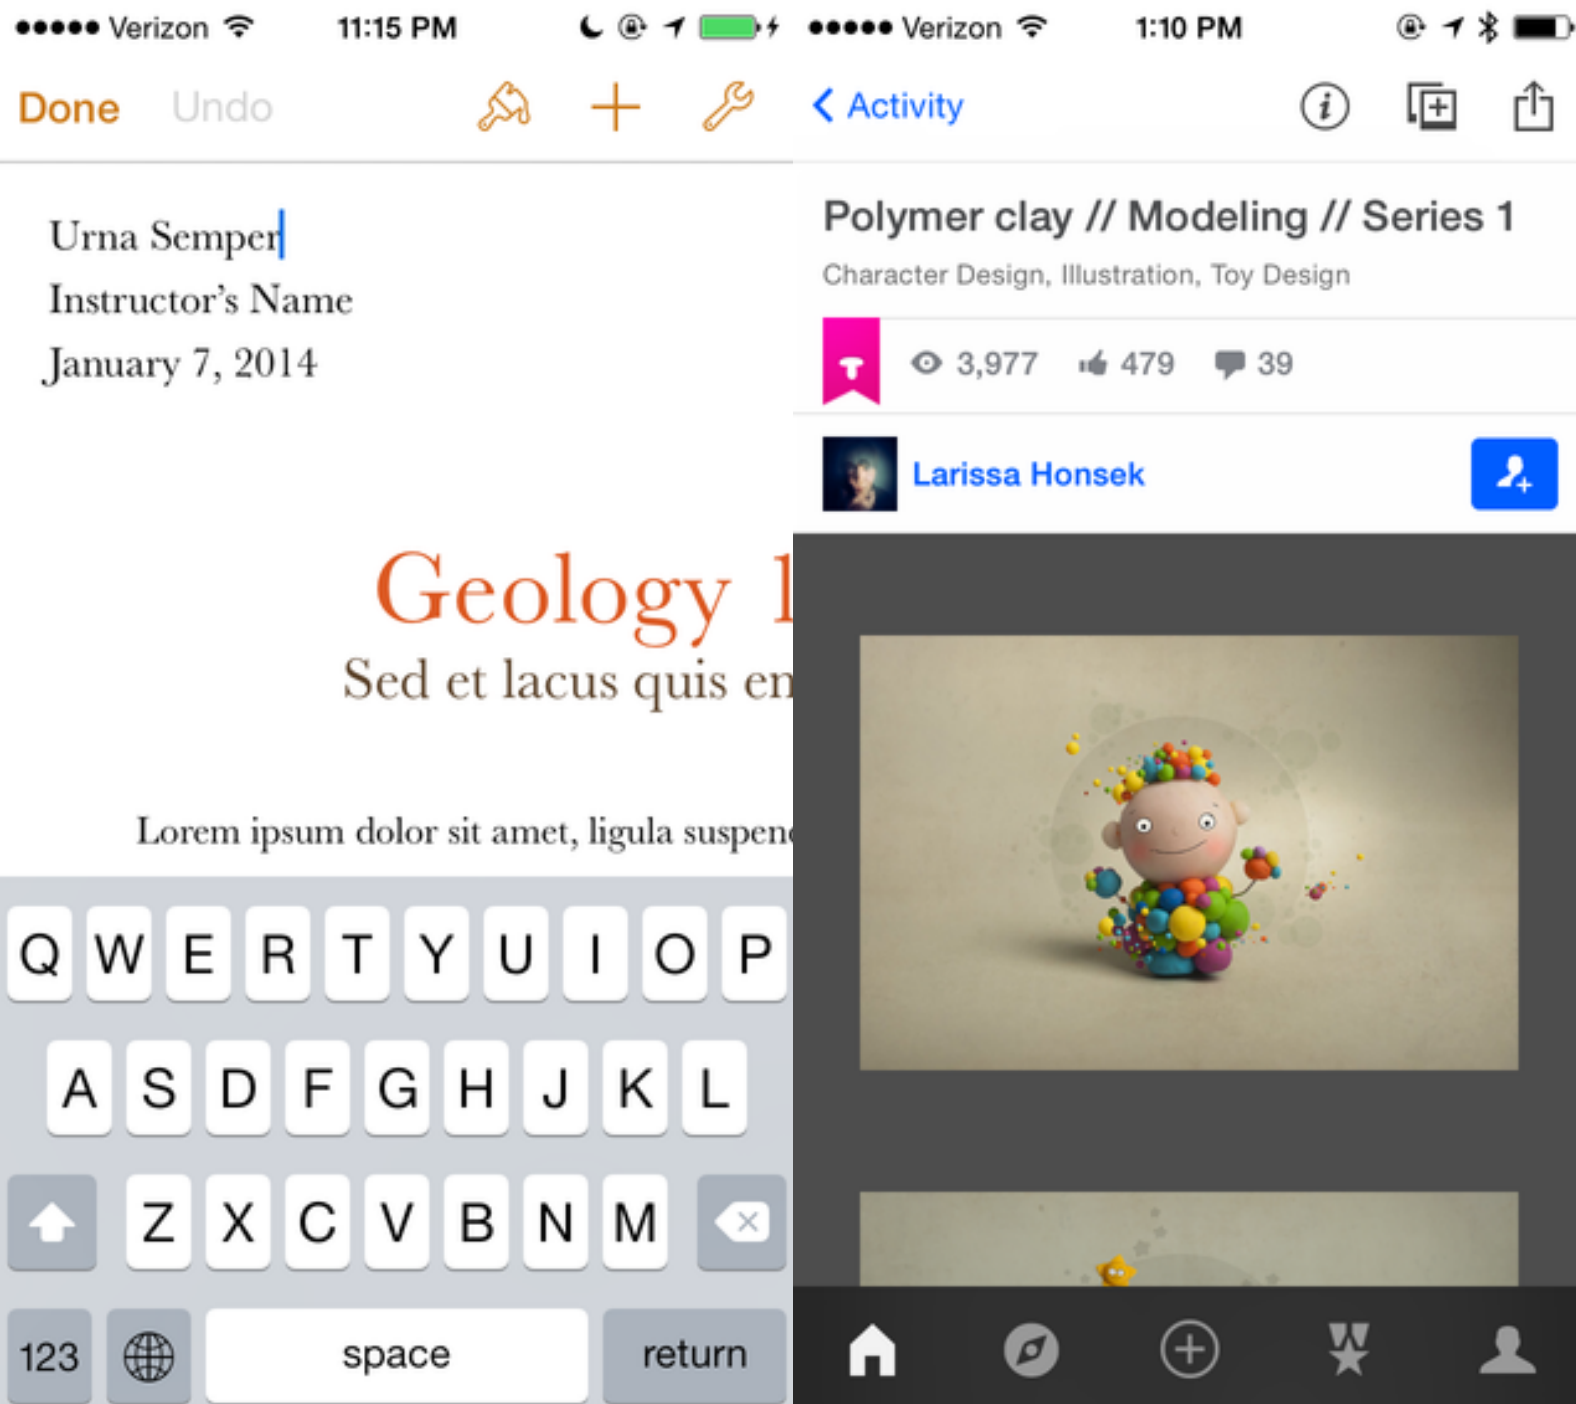 Verizon 11:15 PM
Done Undo
Urna Semper
Instructor's Name
January 7, 2014
Geology l
Sed et lacus quis en
Lorem ipsum dolor sit amet, ligula suspend
Q W E R T Y U I O P
A S D F G H J K L
Z X C V B N M
123 space return
Verizon 1:10 PM
Activity
Polymer clay // Modeling // Series 1
Character Design, Illustration, Toy Design
3,977 479 39
Larissa Honsek